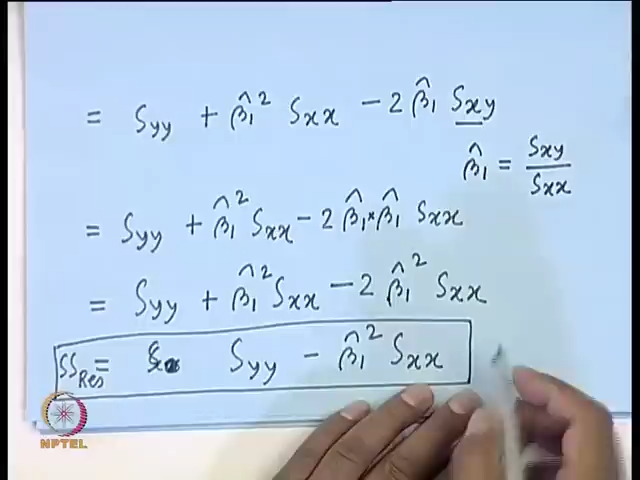 = Syy + β̂₁² Sxx − 2 β̂₁ Sxy
β̂₁ = Sxy / Sxx
= Syy + β̂₁² Sxx − 2 β̂₁ × β̂₁ Sxx
= Syy + β̂₁² Sxx − 2 β̂₁² Sxx
SS_Res = Syy − β̂₁² Sxx
NPTEL